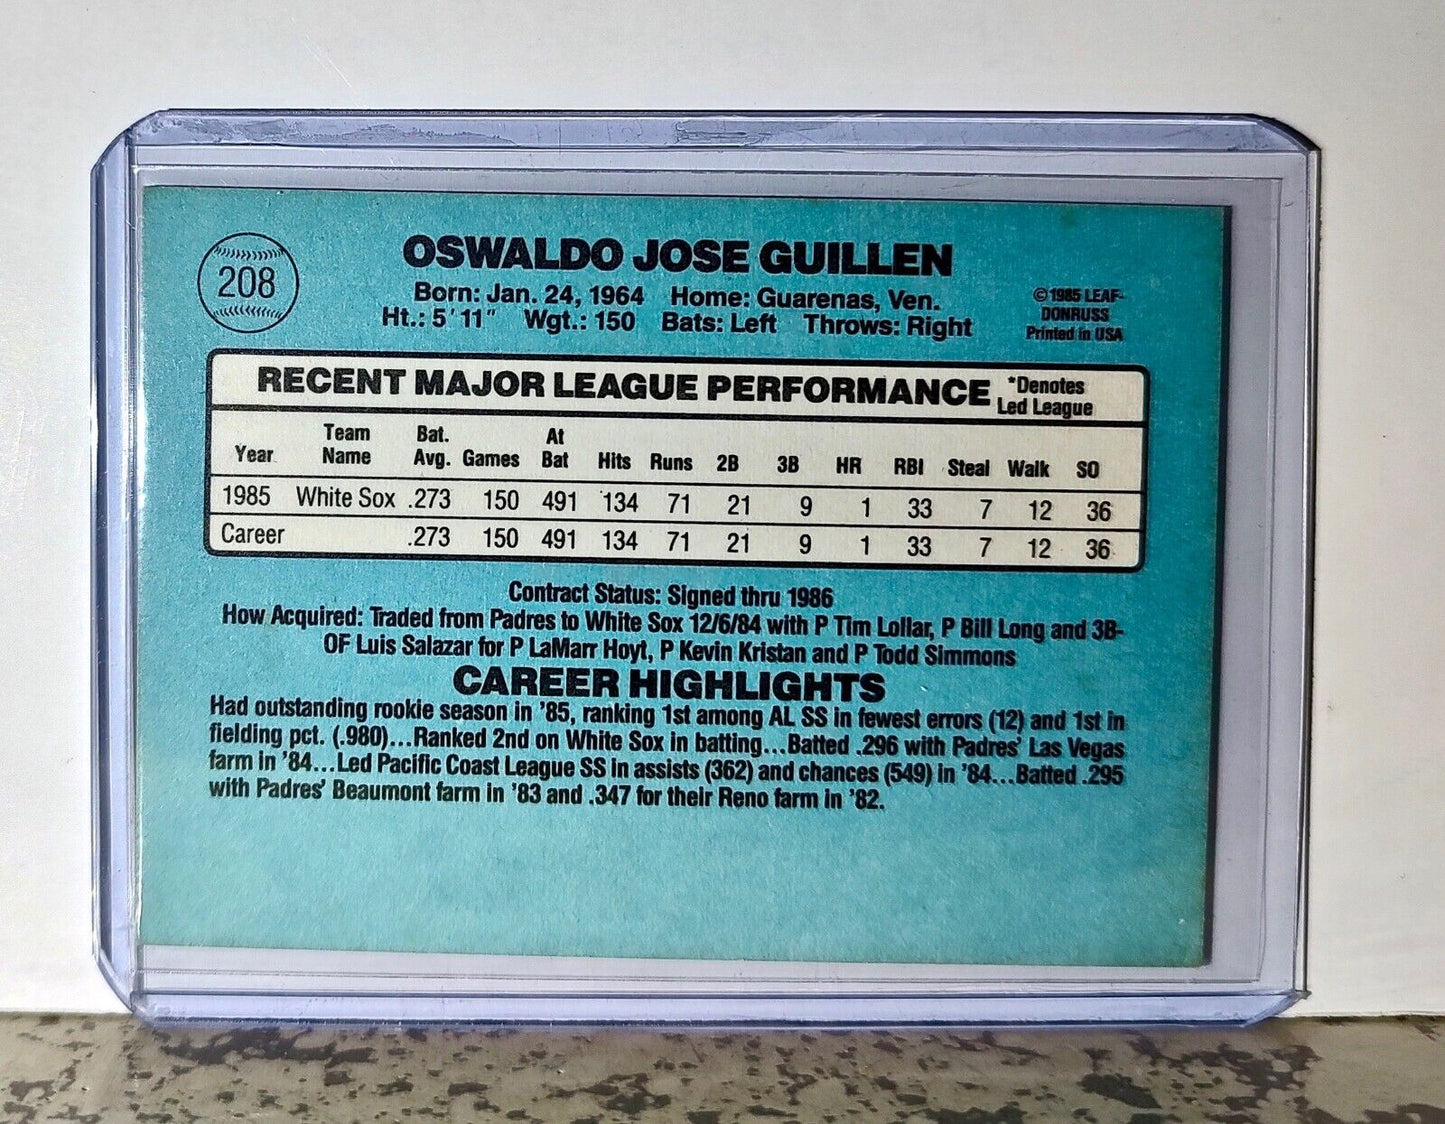 208
OSWALDO JOSE GUILLEN
Born: Jan. 24, 1964 Home: Guarenas, Ven.
Ht.: 5'11" Wgt.: 150 Bats: Left Throws: Right
© 1985 LEAF-
DONRUSS
Printed in USA
RECENT MAJOR LEAGUE PERFORMANCE *Denotes
Led League
Year Team Name Bat. Avg. Games At Bat Hits Runs 2B 3B HR RBI Steal Walk SO
1985 White Sox .273 150 491 134 71 21 9 1 33 7 12 36
Career .273 150 491 134 71 21 9 1 33 7 12 36
Contract Status: Signed thru 1986
How Acquired: Traded from Padres to White Sox 12/6/84 with P Tim Lollar, P Bill Long and 3B-
OF Luis Salazar for P LaMarr Hoyt, P Kevin Kristan and P Todd Simmons
CAREER HIGHLIGHTS
Had outstanding rookie season in '85, ranking 1st among AL SS in fewest errors (12) and 1st in
fielding pct. (.980)...Ranked 2nd on White Sox in batting...Batted .296 with Padres' Las Vegas
farm in '84...Led Pacific Coast League SS in assists (362) and chances (549) in '84...Batted .295
with Padres' Beaumont farm in '83 and .347 for their Reno farm in '82.